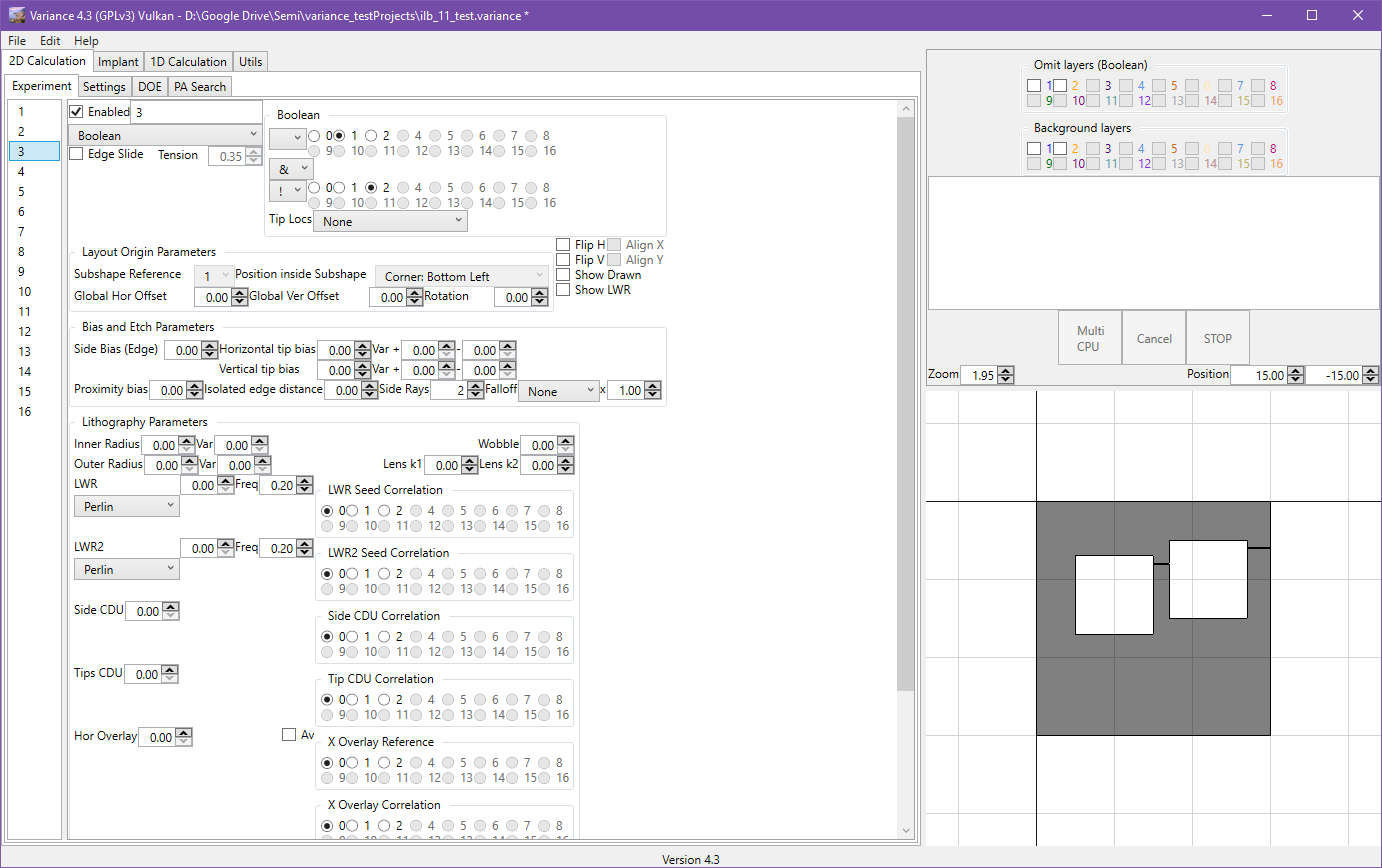 Variance 4.3 (GPLv3) Vulkan - D:\Google Drive\Semi\variance_testProjects\ilb_11_test.variance *
File Edit Help
2D Calculation Implant 1D Calculation Utils
Experiment Settings DOE PA Search
1
2
3
4
5
6
7
8
9
10
11
12
13
14
15
16
Enabled 3
Boolean
Edge Slide Tension 0.35
Boolean
0 1 2 4 5 6 7 8
9 10 11 12 13 14 15 16
&
! 0 1 2 4 5 6 7 8
9 10 11 12 13 14 15 16
Tip Locs None
Layout Origin Parameters
Subshape Reference 1 Position inside Subshape Corner: Bottom Left
Global Hor Offset 0.00 Global Ver Offset 0.00 Rotation 0.00
Flip H Align X
Flip V Align Y
Show Drawn
Show LWR
Bias and Etch Parameters
Side Bias (Edge) 0.00 Horizontal tip bias 0.00 Var + 0.00 - 0.00
Vertical tip bias 0.00 Var + 0.00 - 0.00
Proximity bias 0.00 Isolated edge distance 0.00 Side Rays 2 Falloff None x 1.00
Lithography Parameters
Inner Radius 0.00 Var 0.00 Wobble 0.00
Outer Radius 0.00 Var 0.00 Lens k1 0.00 Lens k2 0.00
LWR 0.00 Freq 0.20
Perlin
LWR Seed Correlation
0 1 2 4 5 6 7 8
9 10 11 12 13 14 15 16
LWR2 0.00 Freq 0.20
Perlin
LWR2 Seed Correlation
0 1 2 4 5 6 7 8
9 10 11 12 13 14 15 16
Side CDU 0.00
Side CDU Correlation
0 1 2 4 5 6 7 8
9 10 11 12 13 14 15 16
Tips CDU 0.00
Tip CDU Correlation
0 1 2 4 5 6 7 8
9 10 11 12 13 14 15 16
Hor Overlay 0.00 Av
X Overlay Reference
0 1 2 4 5 6 7 8
9 10 11 12 13 14 15 16
X Overlay Correlation
0 1 2 4 5 6 7 8
Omit layers (Boolean)
1 2 3 4 5 6 7 8
9 10 11 12 13 14 15 16
Background layers
1 2 3 4 5 6 7 8
9 10 11 12 13 14 15 16
Multi
CPU
Cancel
STOP
Zoom 1.95 Position 15.00 -15.00
Version 4.3